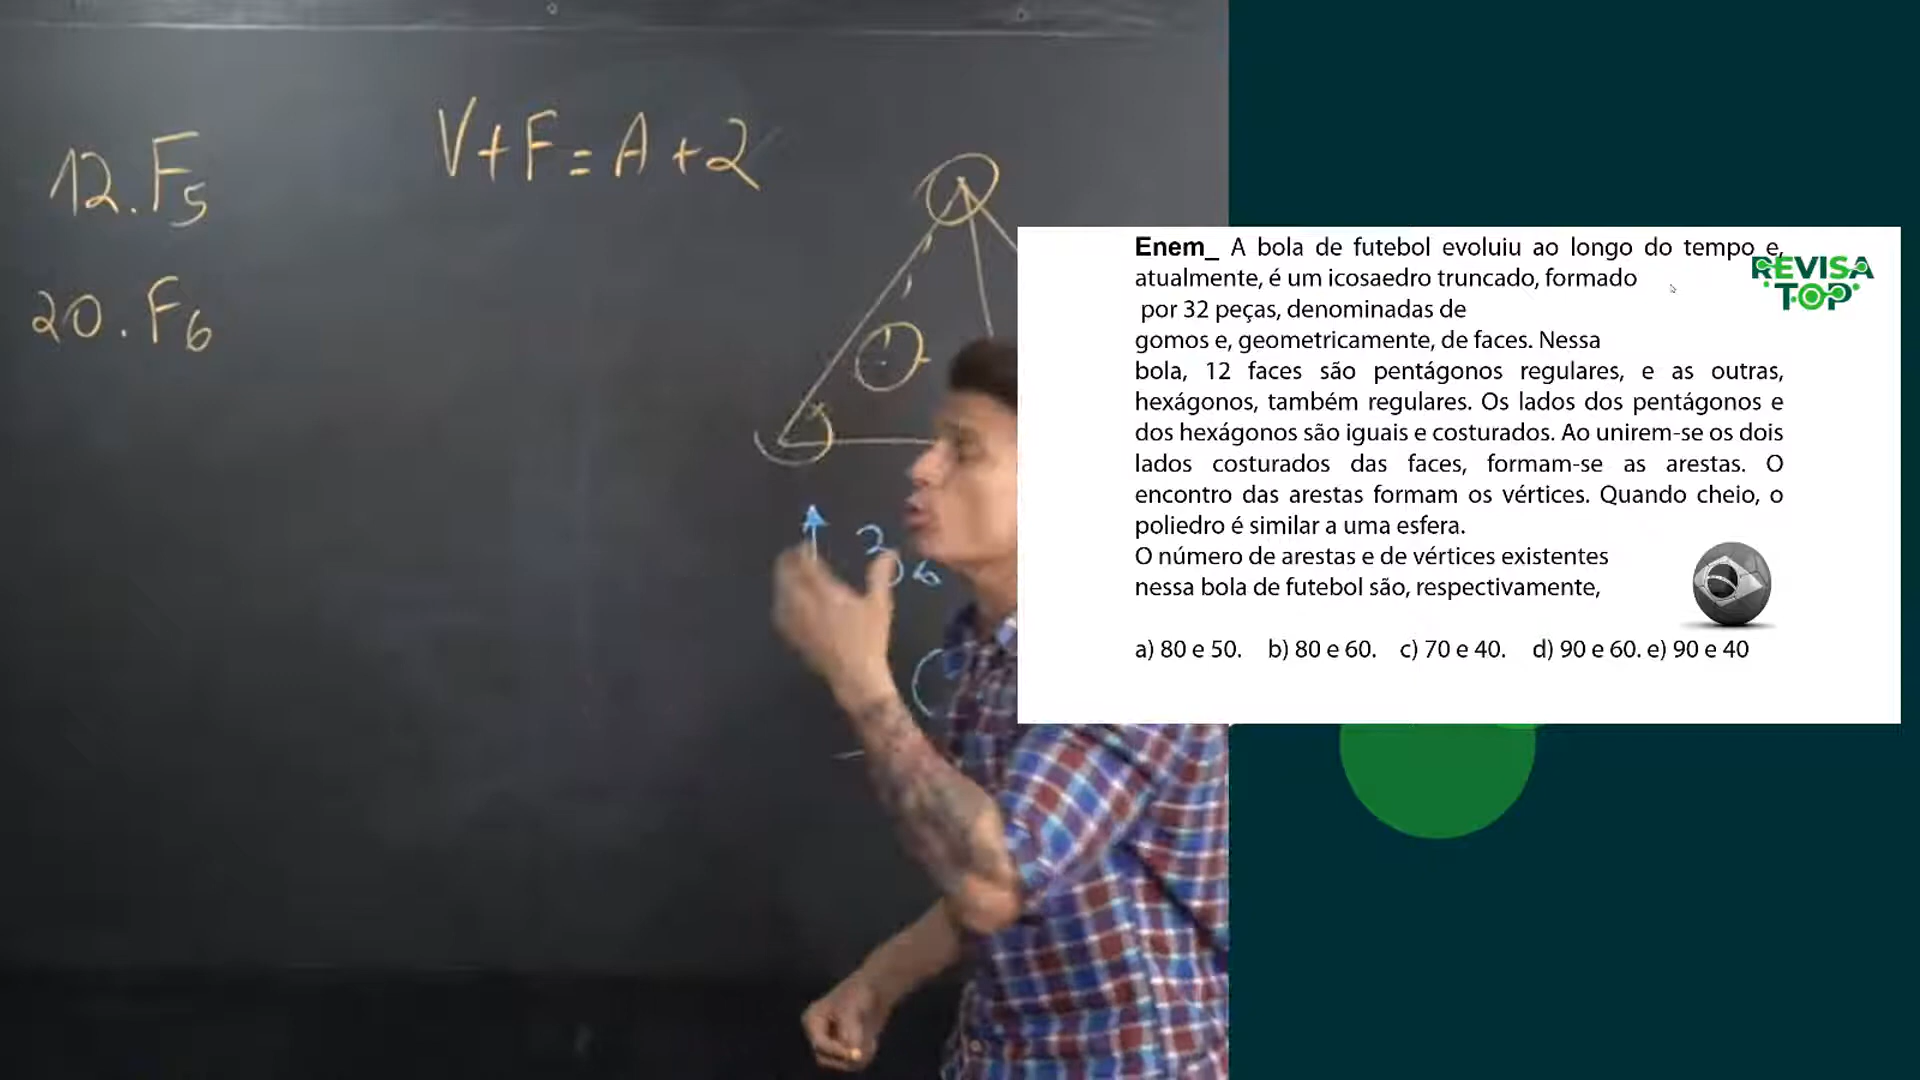 V+F=A+2
12.F5
20.F6
Enem_ A bola de futebol evoluiu ao longo do tempo e,
atualmente, é um icosaedro truncado, formado
por 32 peças, denominadas de
gomos e, geometricamente, de faces. Nessa
bola, 12 faces são pentágonos regulares, e as outras,
hexágonos, também regulares. Os lados dos pentágonos e
dos hexágonos são iguais e costurados. Ao unirem-se os dois
lados costurados das faces, formam-se as arestas. O
encontro das arestas formam os vértices. Quando cheio, o
poliedro é similar a uma esfera.
O número de arestas e de vértices existentes
nessa bola de futebol são, respectivamente,
a) 80 e 50. b) 80 e 60. c) 70 e 40. d) 90 e 60. e) 90 e 40
REVISA
TOP